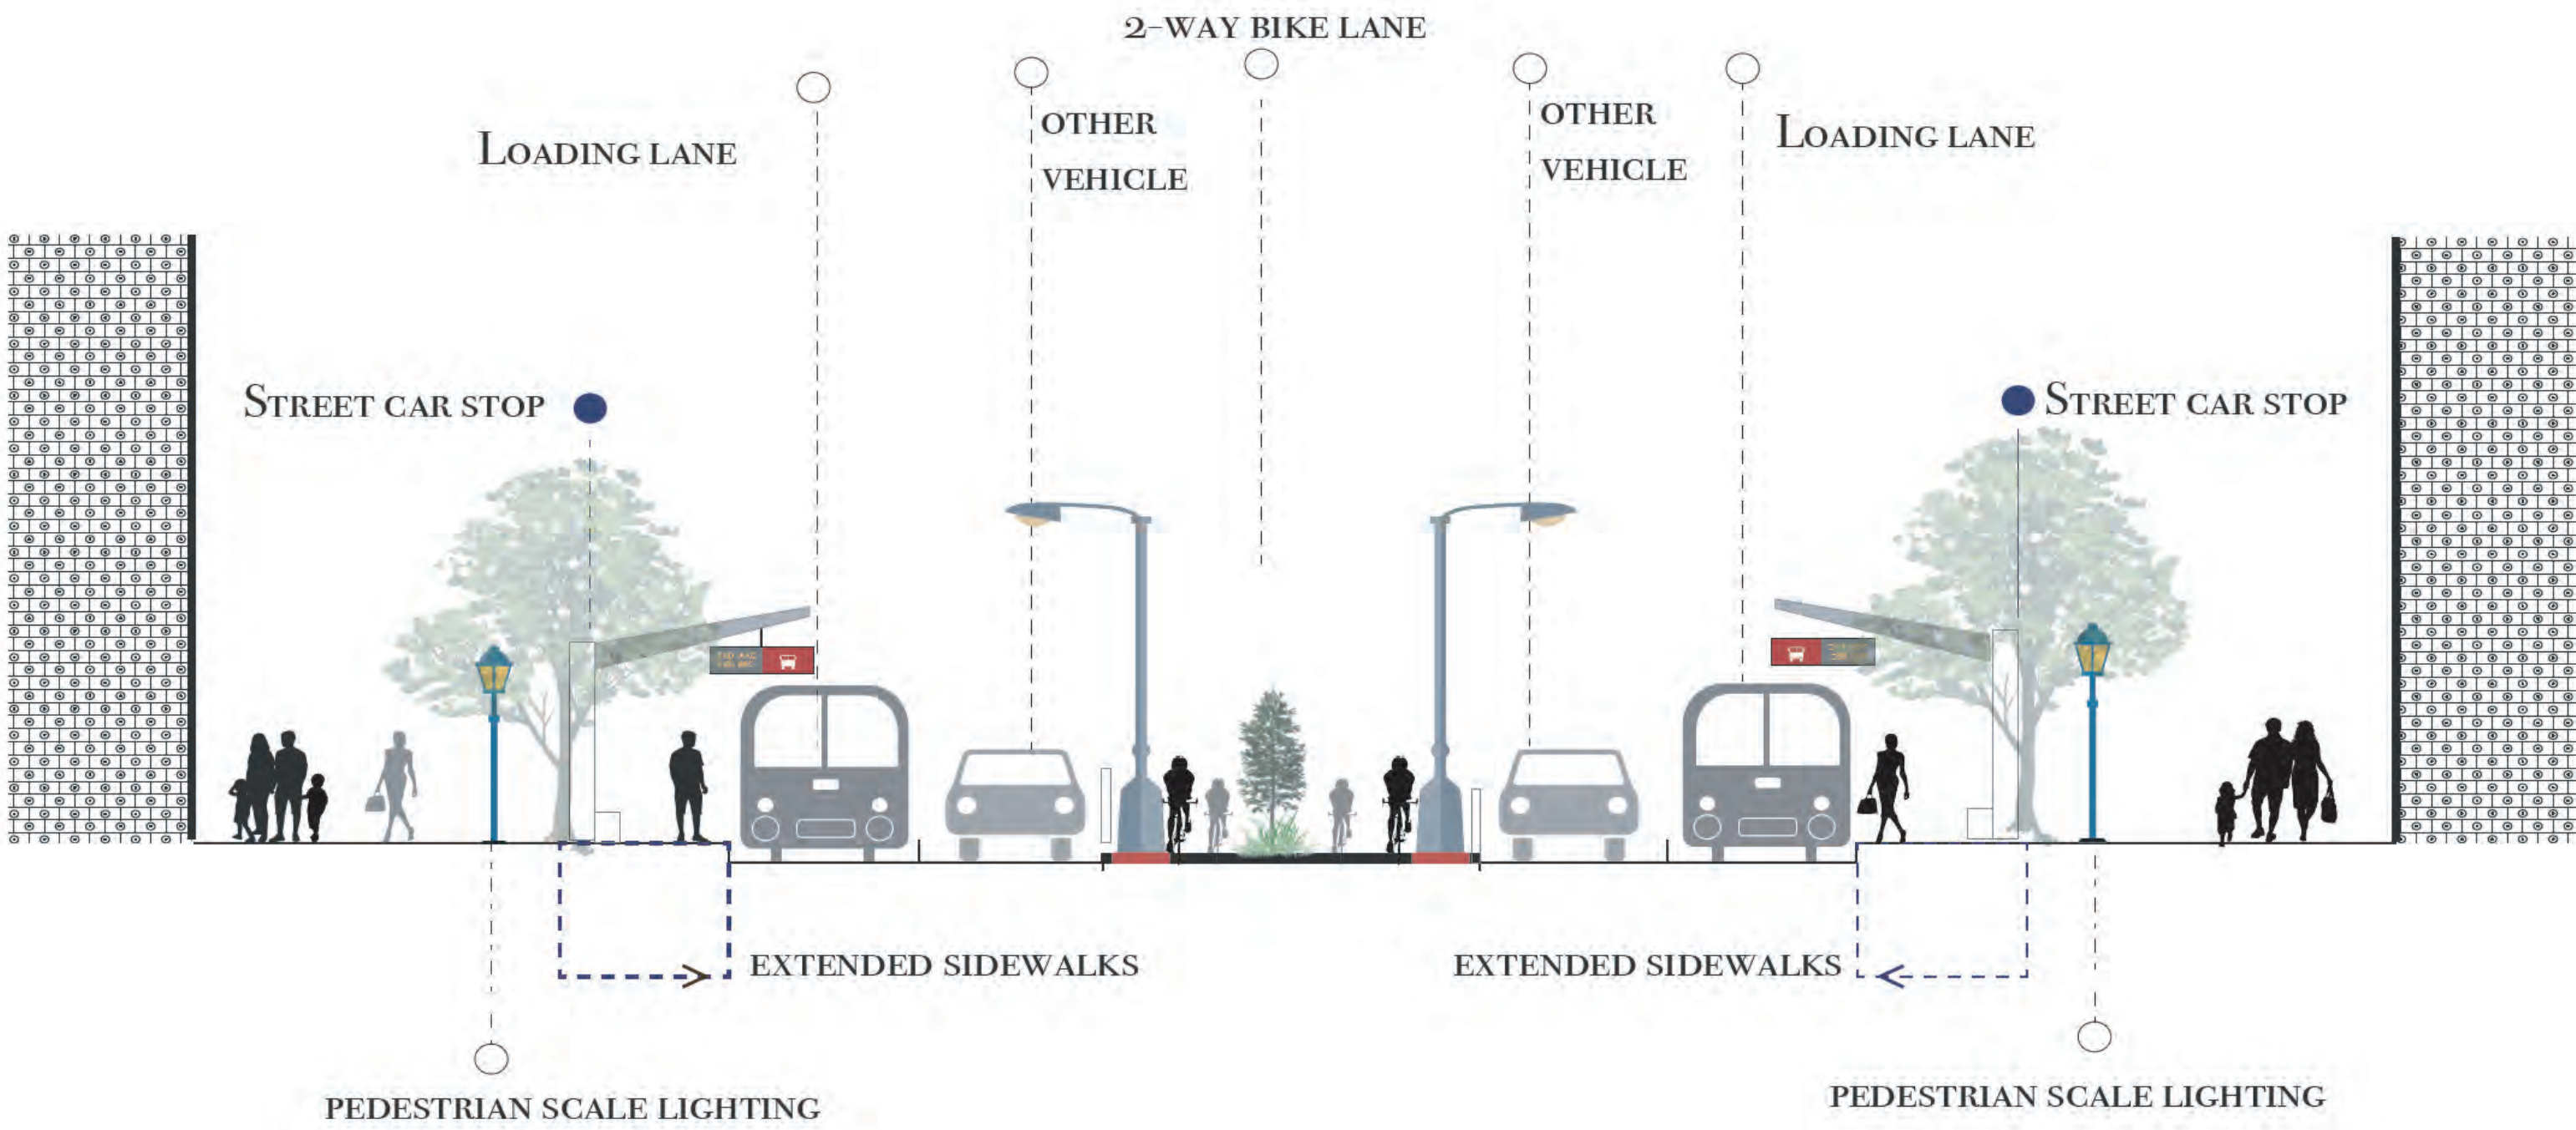 2-WAY BIKE LANE
LOADING LANE
OTHER
VEHICLE
OTHER
VEHICLE
LOADING LANE
STREET CAR STOP
STREET CAR STOP
EXTENDED SIDEWALKS
EXTENDED SIDEWALKS
PEDESTRIAN SCALE LIGHTING
PEDESTRIAN SCALE LIGHTING